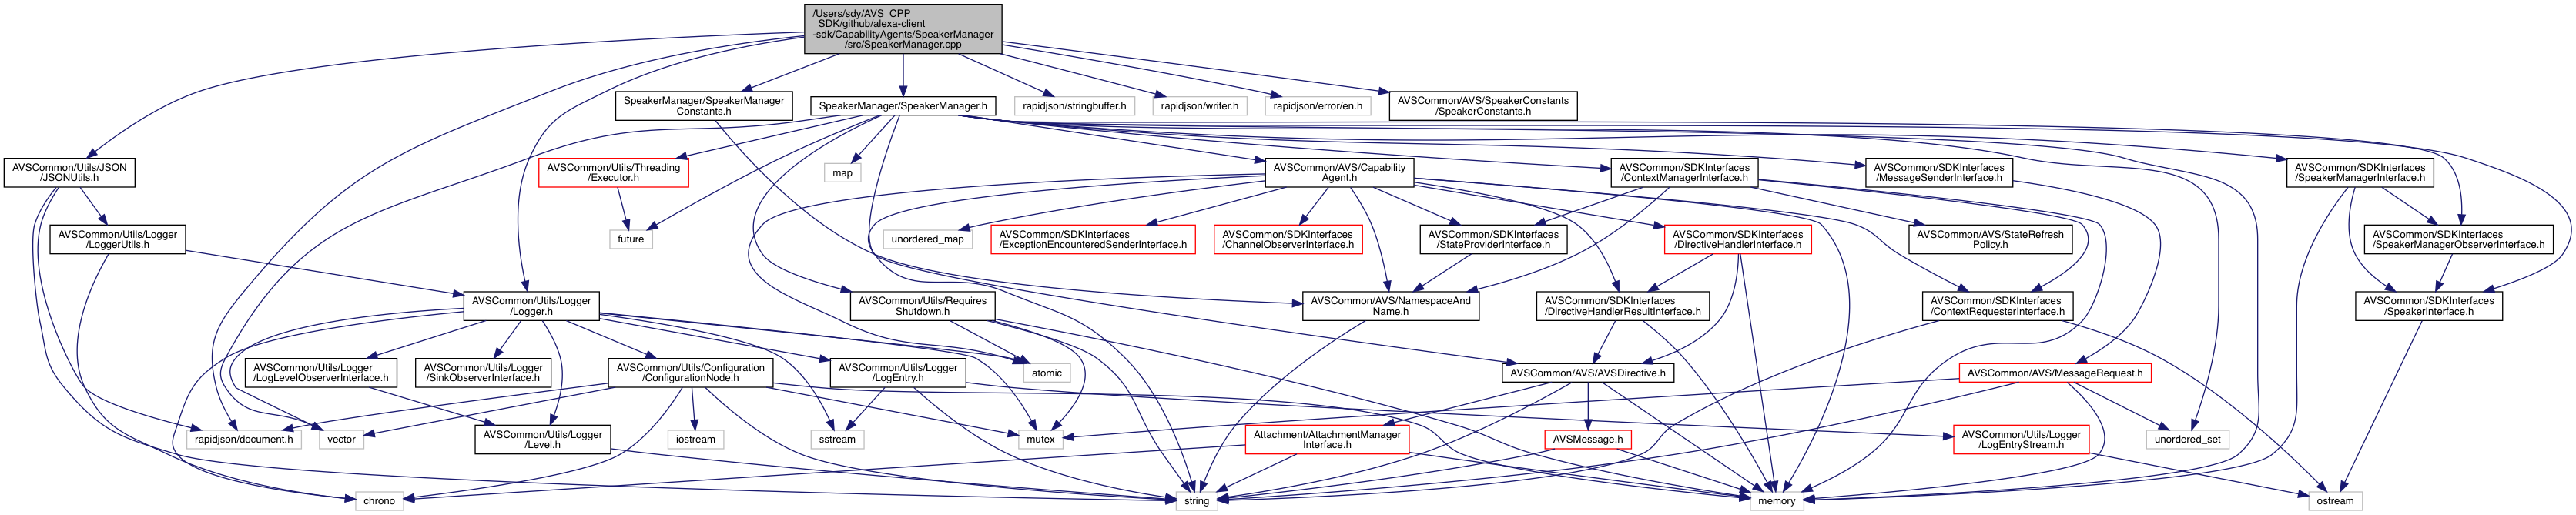 /Users/sdy/AVS_CPP
_SDK/github/alexa-client
-sdk/CapabilityAgents/SpeakerManager
/src/SpeakerManager.cpp
SpeakerManager/SpeakerManager
Constants.h
SpeakerManager/SpeakerManager.h
rapidjson/stringbuffer.h
rapidjson/writer.h
rapidjson/error/en.h
AVSCommon/AVS/SpeakerConstants
/SpeakerConstants.h
AVSCommon/Utils/JSON
/JSONUtils.h
AVSCommon/Utils/Threading
/Executor.h
map
AVSCommon/AVS/Capability
Agent.h
AVSCommon/SDKInterfaces
/ContextManagerInterface.h
AVSCommon/SDKInterfaces
/MessageSenderInterface.h
AVSCommon/SDKInterfaces
/SpeakerManagerInterface.h
AVSCommon/Utils/Logger
/LoggerUtils.h
future
unordered_map
AVSCommon/SDKInterfaces
/ExceptionEncounteredSenderInterface.h
AVSCommon/SDKInterfaces
/ChannelObserverInterface.h
AVSCommon/SDKInterfaces
/StateProviderInterface.h
AVSCommon/SDKInterfaces
/DirectiveHandlerInterface.h
AVSCommon/AVS/StateRefresh
Policy.h
AVSCommon/SDKInterfaces
/SpeakerManagerObserverInterface.h
AVSCommon/Utils/Logger
/Logger.h
AVSCommon/Utils/Requires
Shutdown.h
AVSCommon/AVS/NamespaceAnd
Name.h
AVSCommon/SDKInterfaces
/DirectiveHandlerResultInterface.h
AVSCommon/SDKInterfaces
/ContextRequesterInterface.h
AVSCommon/SDKInterfaces
/SpeakerInterface.h
AVSCommon/Utils/Logger
/LogLevelObserverInterface.h
AVSCommon/Utils/Logger
/SinkObserverInterface.h
AVSCommon/Utils/Configuration
/ConfigurationNode.h
AVSCommon/Utils/Logger
/LogEntry.h
atomic
AVSCommon/AVS/AVSDirective.h
AVSCommon/AVS/MessageRequest.h
rapidjson/document.h
vector
AVSCommon/Utils/Logger
/Level.h
iostream
sstream
mutex
Attachment/AttachmentManager
Interface.h
AVSMessage.h
AVSCommon/Utils/Logger
/LogEntryStream.h
unordered_set
chrono
string
memory
ostream